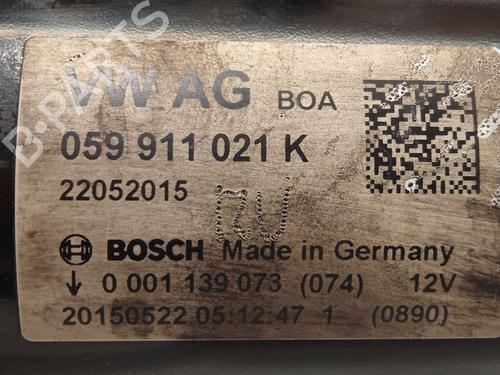 VW AG BOA
059 911 021 K
22052015
BOSCH Made in Germany
↓ 0 001 139 073 (074) 12V
20150522 05:12:47 1 (0890)
B-PARTS